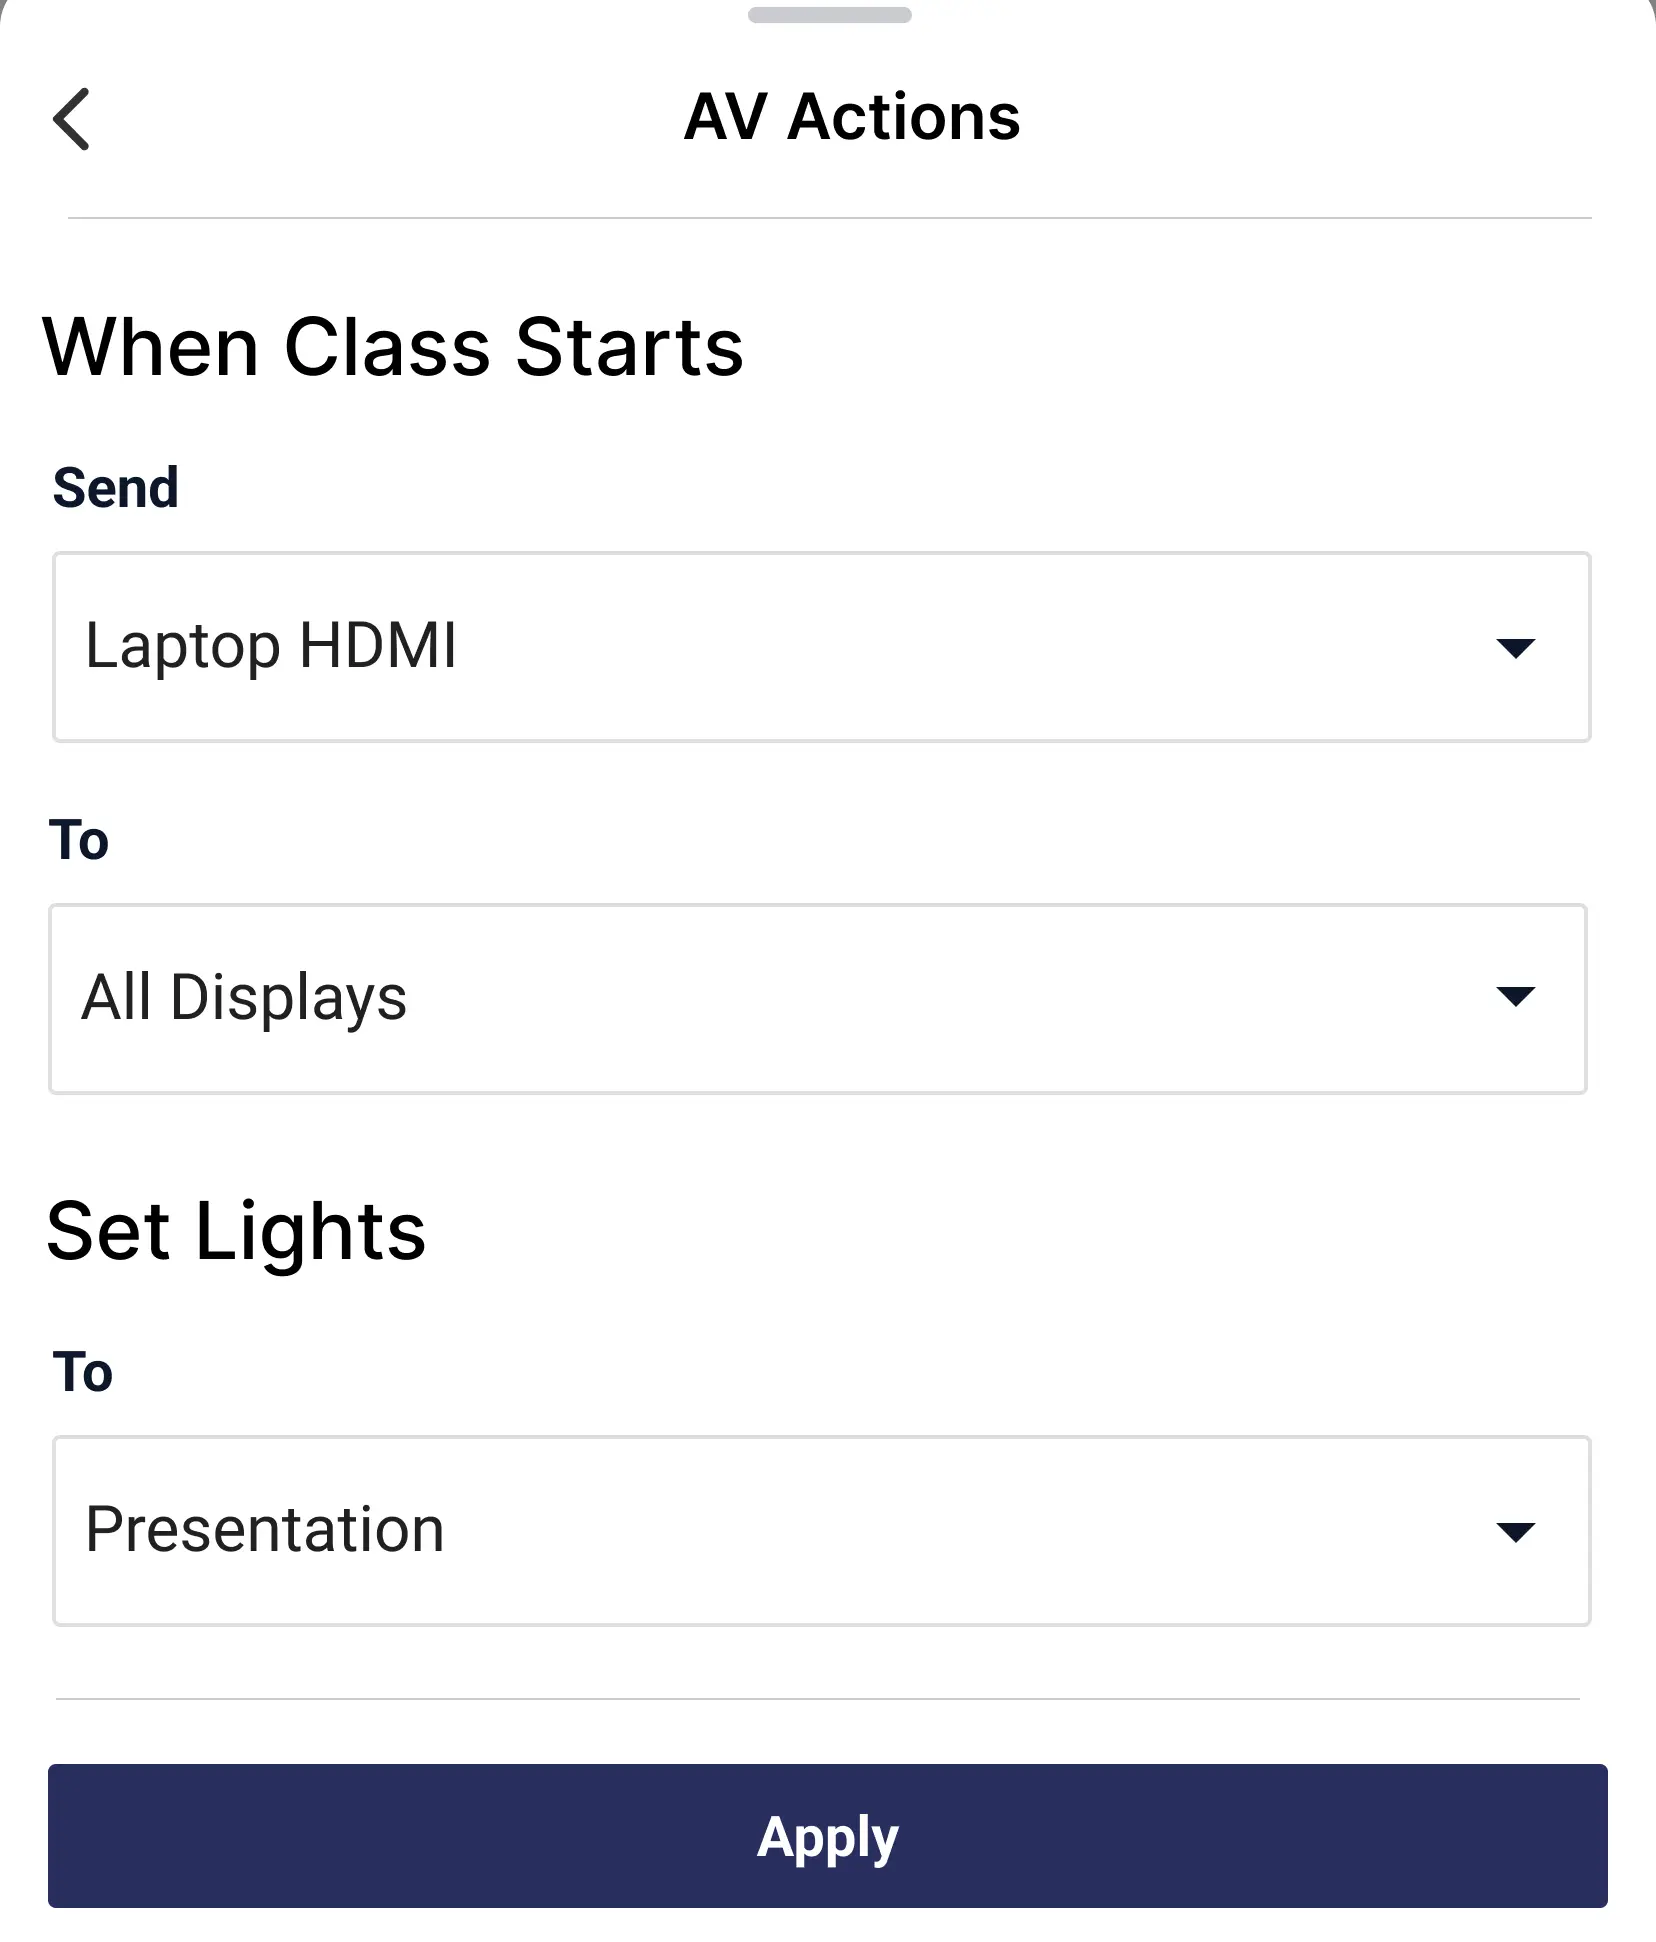 AV Actions
When Class Starts
Send
Laptop HDMI
To
All Displays
Set Lights
To
Presentation
Apply